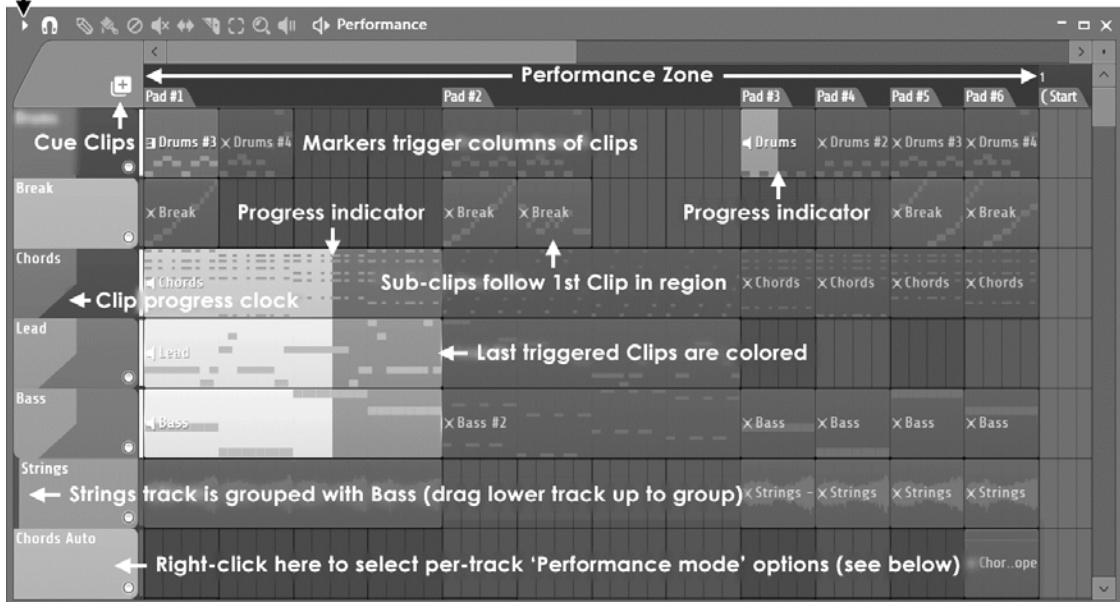 Performance
Performance Zone
1
Pad #1 Pad #2 Pad #3 Pad #4 Pad #5 Pad #6 (Start
Drums
Cue Clips Drums #3 Drums #4 Markers trigger columns of clips Drums Drums #2 Drums #3 Drums #4
Break
Break Progress indicator Break Break Progress indicator Break Break
Chords
Chords Sub-clips follow 1st Clip in region Chords Chords Chords Chords
Clip progress clock
Lead
Lead Last triggered Clips are colored
Bass
Bass Bass #2 Bass Bass Bass Bass
Strings
Strings track is grouped with Bass (drag lower track up to group) Strings - Strings Strings Strings
Chords Auto
Right-click here to select per-track ‘Performance mode’ options (see below) Chor..ope